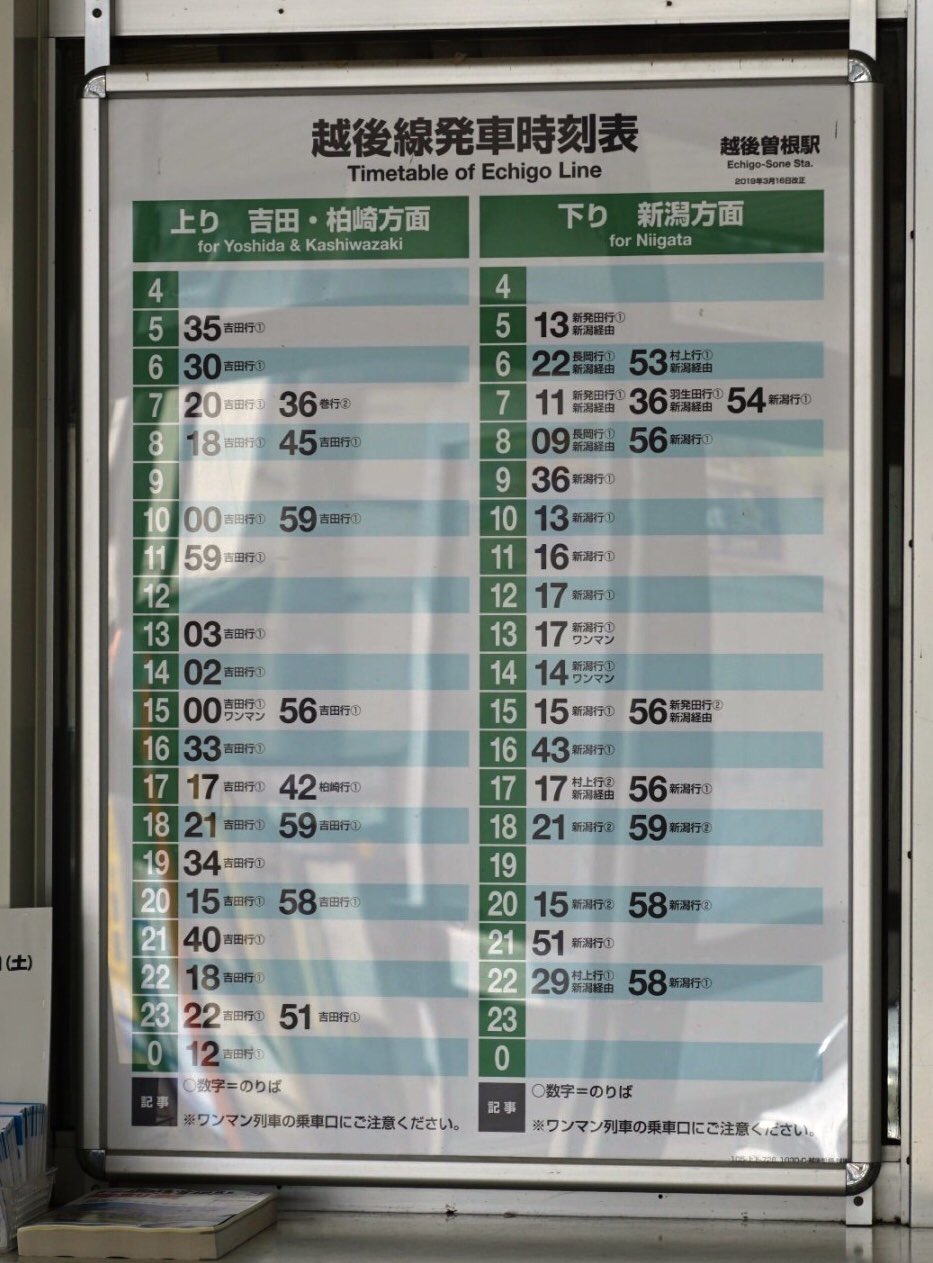 越後線発車時刻表
Timetable of Echigo Line
越後曽根駅
Echigo-Sone Sta.
2019年3月16日改正
上り 吉田・柏崎方面
for Yoshida & Kashiwazaki
4
5 35 吉田行①
6 30 吉田行①
7 20 吉田行① 36 巻行②
8 18 吉田行① 45 吉田行①
9
10 00 吉田行① 59 吉田行①
11 59 吉田行①
12
13 03 吉田行①
14 02 吉田行①
15 00 吉田行① ワンマン 56 吉田行①
16 33 吉田行①
17 17 吉田行① 42 柏崎行①
18 21 吉田行① 59 吉田行①
19 34 吉田行①
20 15 吉田行① 58 吉田行①
21 40 吉田行①
22 18 吉田行①
23 22 吉田行① 51 吉田行①
0 12 吉田行①
記事
○数字=のりば
※ワンマン列車の乗車口にご注意ください。
下り 新潟方面
for Niigata
4
5 13 新発田行① 新潟経由
6 22 長岡行① 新潟経由 53 村上行① 新潟経由
7 11 新発田行① 新潟経由 36 羽生田行① 新潟経由 54 新潟行①
8 09 長岡行① 新潟経由 56 新潟行①
9 36 新潟行①
10 13 新潟行①
11 16 新潟行①
12 17 新潟行①
13 17 新潟行① ワンマン
14 14 新潟行① ワンマン
15 15 新潟行① 56 新発田行② 新潟経由
16 43 新潟行①
17 17 村上行② 新潟経由 56 新潟行①
18 21 新潟行② 59 新潟行②
19
20 15 新潟行② 58 新潟行②
21 51 新潟行①
22 29 村上行① 新潟経由 58 新潟行①
23
0
記事
○数字=のりば
※ワンマン列車の乗車口にご注意ください。
(土)